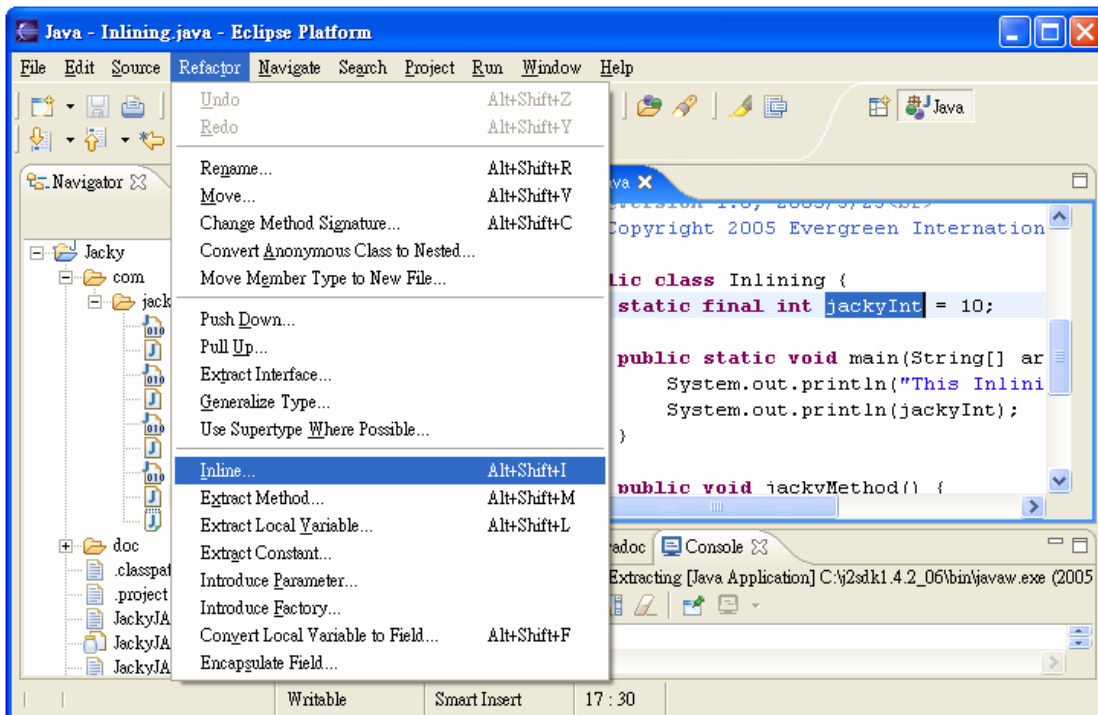 Java - Inlining.java - Eclipse Platform
File Edit Source Refactor Navigate Search Project Run Window Help
Undo Alt+Shift+Z
Redo Alt+Shift+Y
Java
Rename... Alt+Shift+R
Move... Alt+Shift+V
Change Method Signature... Alt+Shift+C
Convert Anonymous Class to Nested...
Move Member Type to New File...
Push Down...
Pull Up...
Extract Interface...
Generalize Type...
Use Supertype Where Possible...
Inline... Alt+Shift+I
Extract Method... Alt+Shift+M
Extract Local Variable... Alt+Shift+L
Extract Constant...
Introduce Parameter...
Introduce Factory...
Convert Local Variable to Field... Alt+Shift+F
Encapsulate Field...
Navigator
Jacky
com
jack
doc
.classpat
.project
JackyJA
JackyJA
JackyJA
ava
Copyright 2005 Evergreen Internation
lic class Inlining {
static final int jackyInt = 10;
public static void main(String[] ar
System.out.println("This Inlini
System.out.println(jackyInt);
}
public void jackyMethod() {
adoc Console
Extracting [Java Application] C:\j2sdk1.4.2_06\bin\javaw.exe (2005
Writable Smart Insert 17 : 30